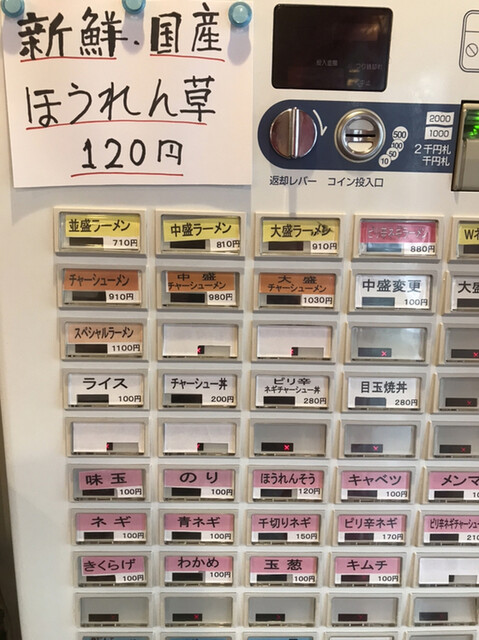 新鮮・国産
ほうれん草
120円
返却レバー
コイン投入口
500
100
50
10
2000
1000
2千円札
千円札
並盛ラーメン
710円
中盛ラーメン
810円
大盛ラーメン
910円
880円
チャーシューメン
910円
中盛
チャーシューメン
980円
大盛
チャーシューメン
1030円
中盛変更
100円
スペシャルラーメン
1100円
ライス
100円
チャーシュー丼
200円
ピリ辛
ネギチャーシュー丼
280円
目玉焼丼
280円
味玉
100円
のり
100円
ほうれんそう
120円
キャベツ
100円
メンマ
ネギ
100円
青ネギ
100円
千切りネギ
150円
ピリ辛ネギ
170円
きくらげ
100円
わかめ
100円
玉葱
100円
キムチ
100円